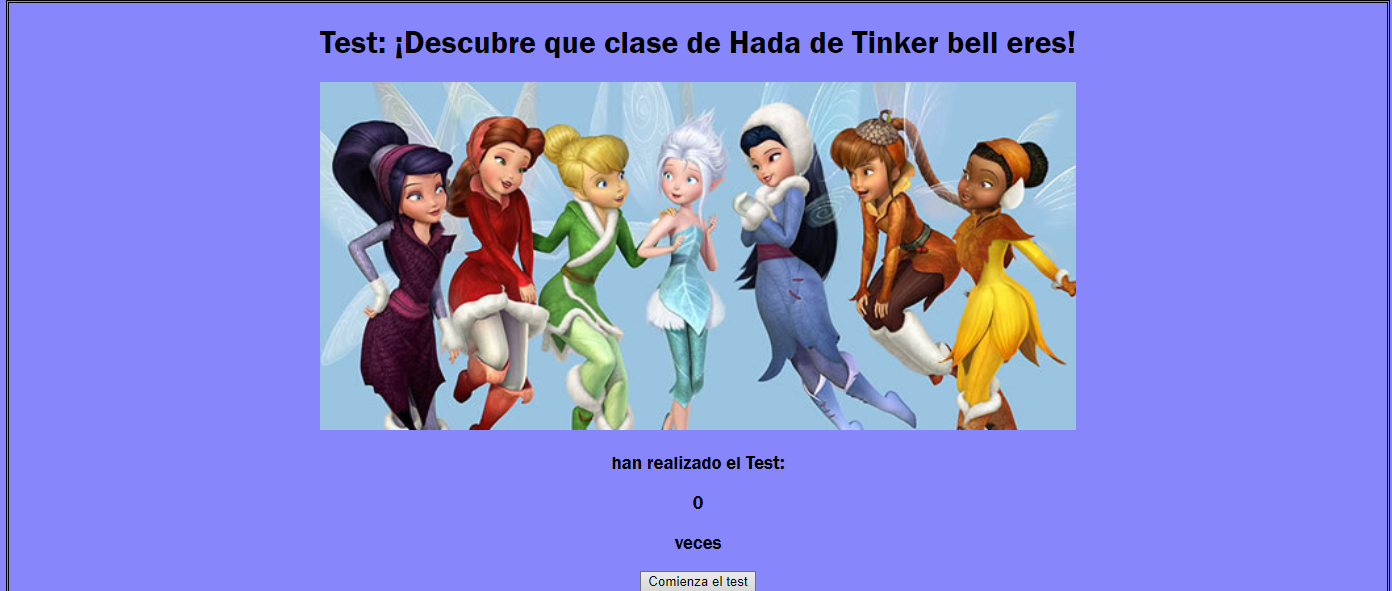 Test: ¡Descubre que clase de Hada de Tinker bell eres!
han realizado el Test:
0
veces
Comienza el test